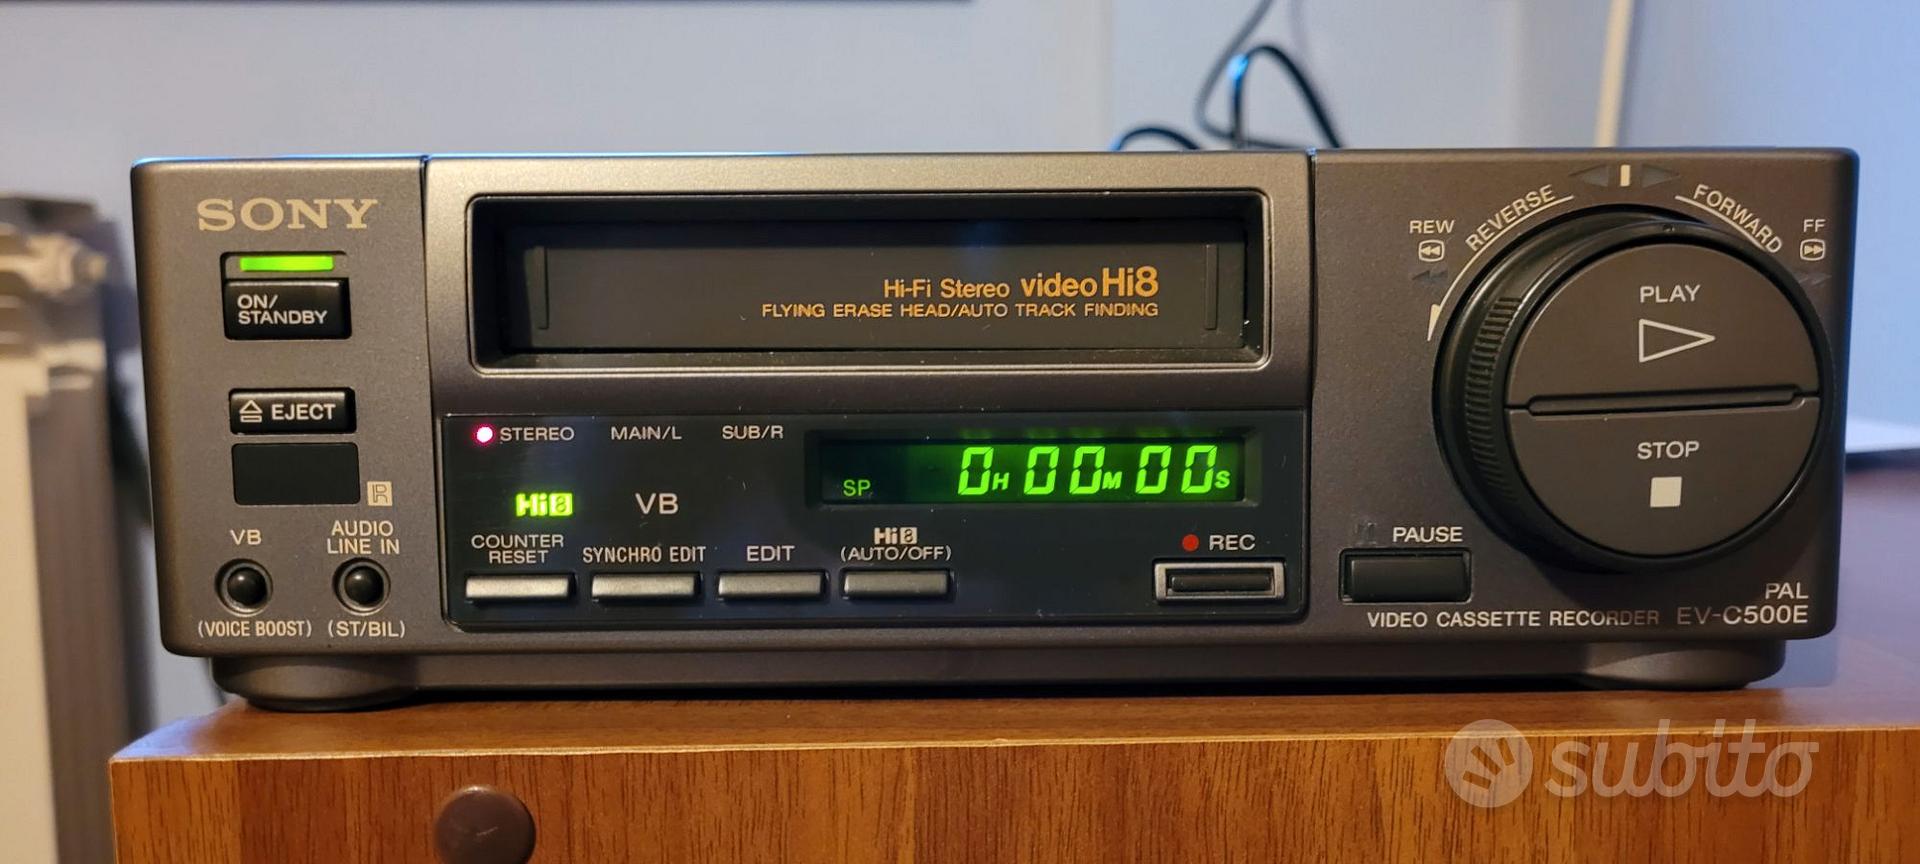 SONY
ON/
STANDBY
EJECT
R
VB
(VOICE BOOST)
AUDIO
LINE IN
(ST/BIL)
Hi-Fi Stereo video Hi8
FLYING ERASE HEAD/AUTO TRACK FINDING
STEREO MAIN/L SUB/R
Hi8 VB
SP 0H 00M 00S
COUNTER
RESET
SYNCHRO EDIT
EDIT
Hi8
(AUTO/OFF)
REC
REW
REVERSE
FORWARD
FF
PLAY
STOP
PAUSE
PAL
VIDEO CASSETTE RECORDER EV-C500E
subito